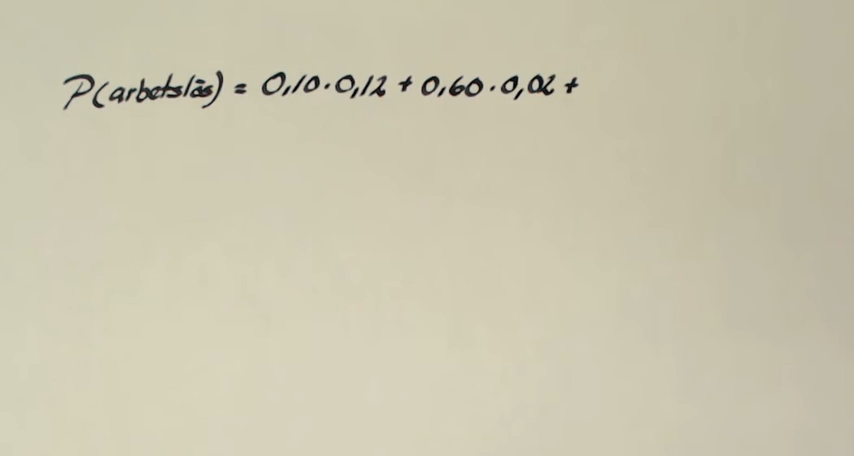 P(arbetslös) = 0,10·0,12 + 0,60·0,02 +